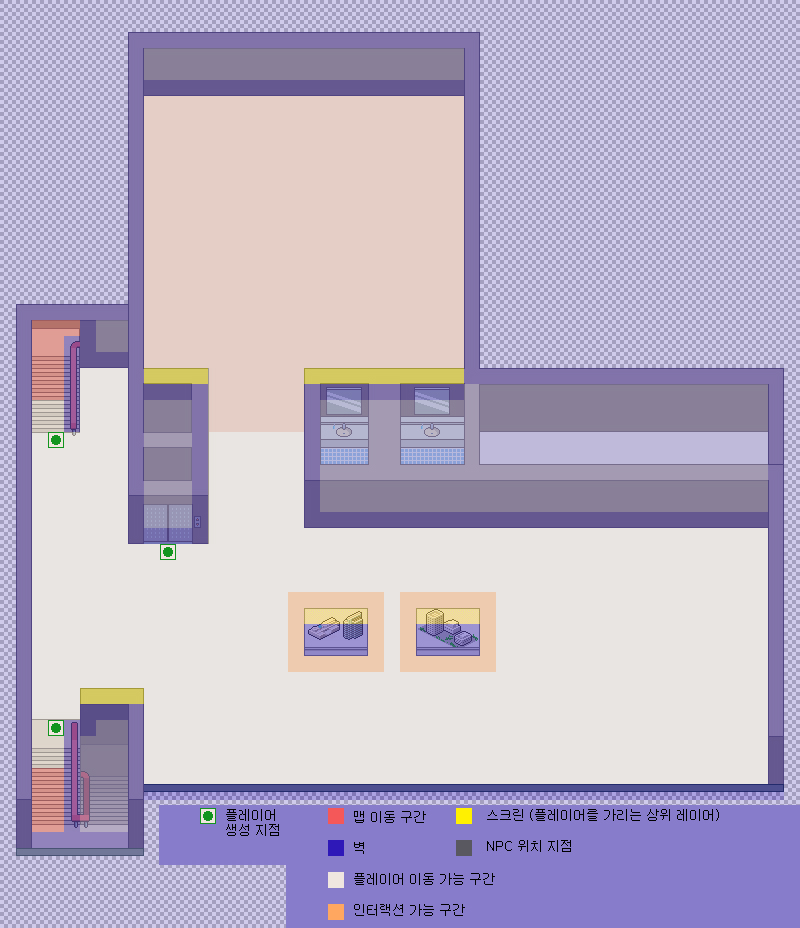 플레이어
생성 지점
맵 이동 구간
스크린 (플레이어를 가리는 상위 레이어)
벽
NPC 위치 지점
플레이어 이동 가능 구간
인터랙션 가능 구간